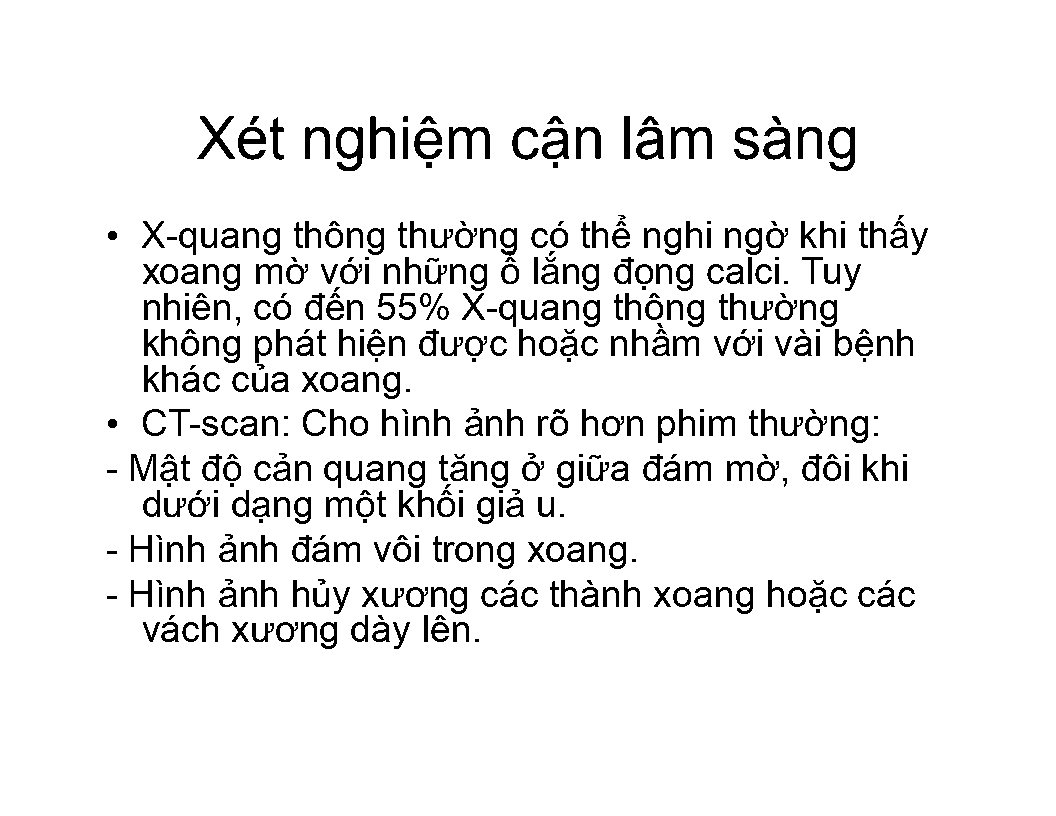 Xét nghiệm cận lâm sàng
• X-quang thông thường có thể nghi ngờ khi thấy
xoang mờ với những ổ lắng đọng calci. Tuy
nhiên, có đến 55% X-quang thông thường
không phát hiện được hoặc nhầm với vài bệnh
khác của xoang.
• CT-scan: Cho hình ảnh rõ hơn phim thường:
- Mật độ cản quang tăng ở giữa đám mờ, đôi khi
dưới dạng một khối giả u.
- Hình ảnh đám vôi trong xoang.
- Hình ảnh hủy xương các thành xoang hoặc các
vách xương dày lên.